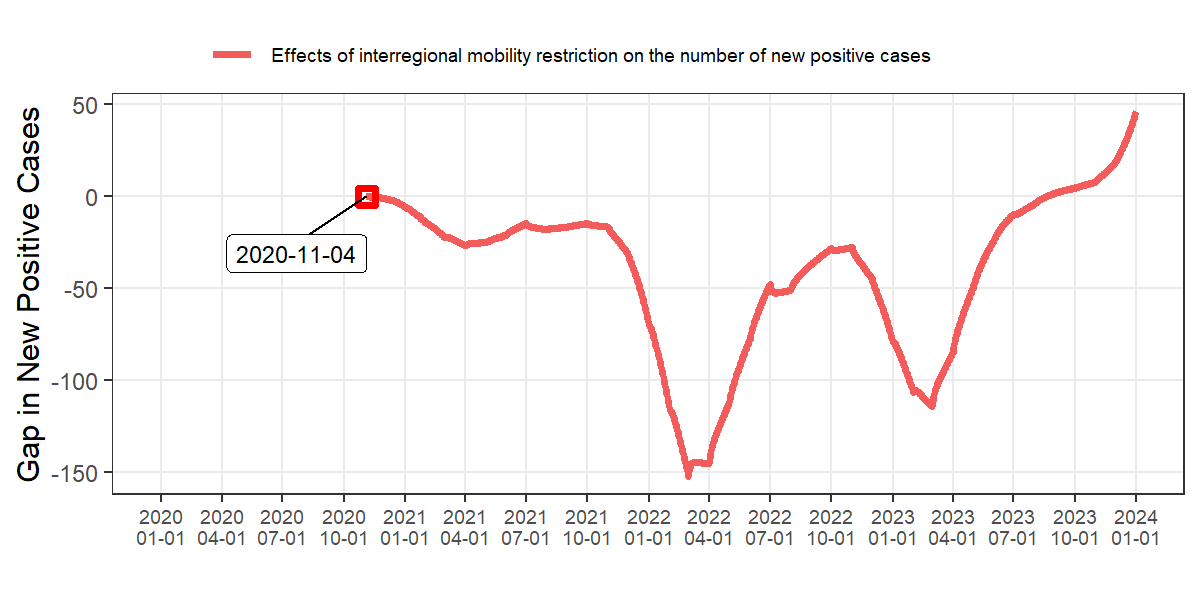 Effects of interregional mobility restriction on the number of new positive cases
Gap in New Positive Cases
50
0
-50
-100
-150
2020-11-04
2020 2020 2020 2020 2021 2021 2021 2021 2022 2022 2022 2022 2023 2023 2023 2023 2024
01-01 04-01 07-01 10-01 01-01 04-01 07-01 10-01 01-01 04-01 07-01 10-01 01-01 04-01 07-01 10-01 01-01